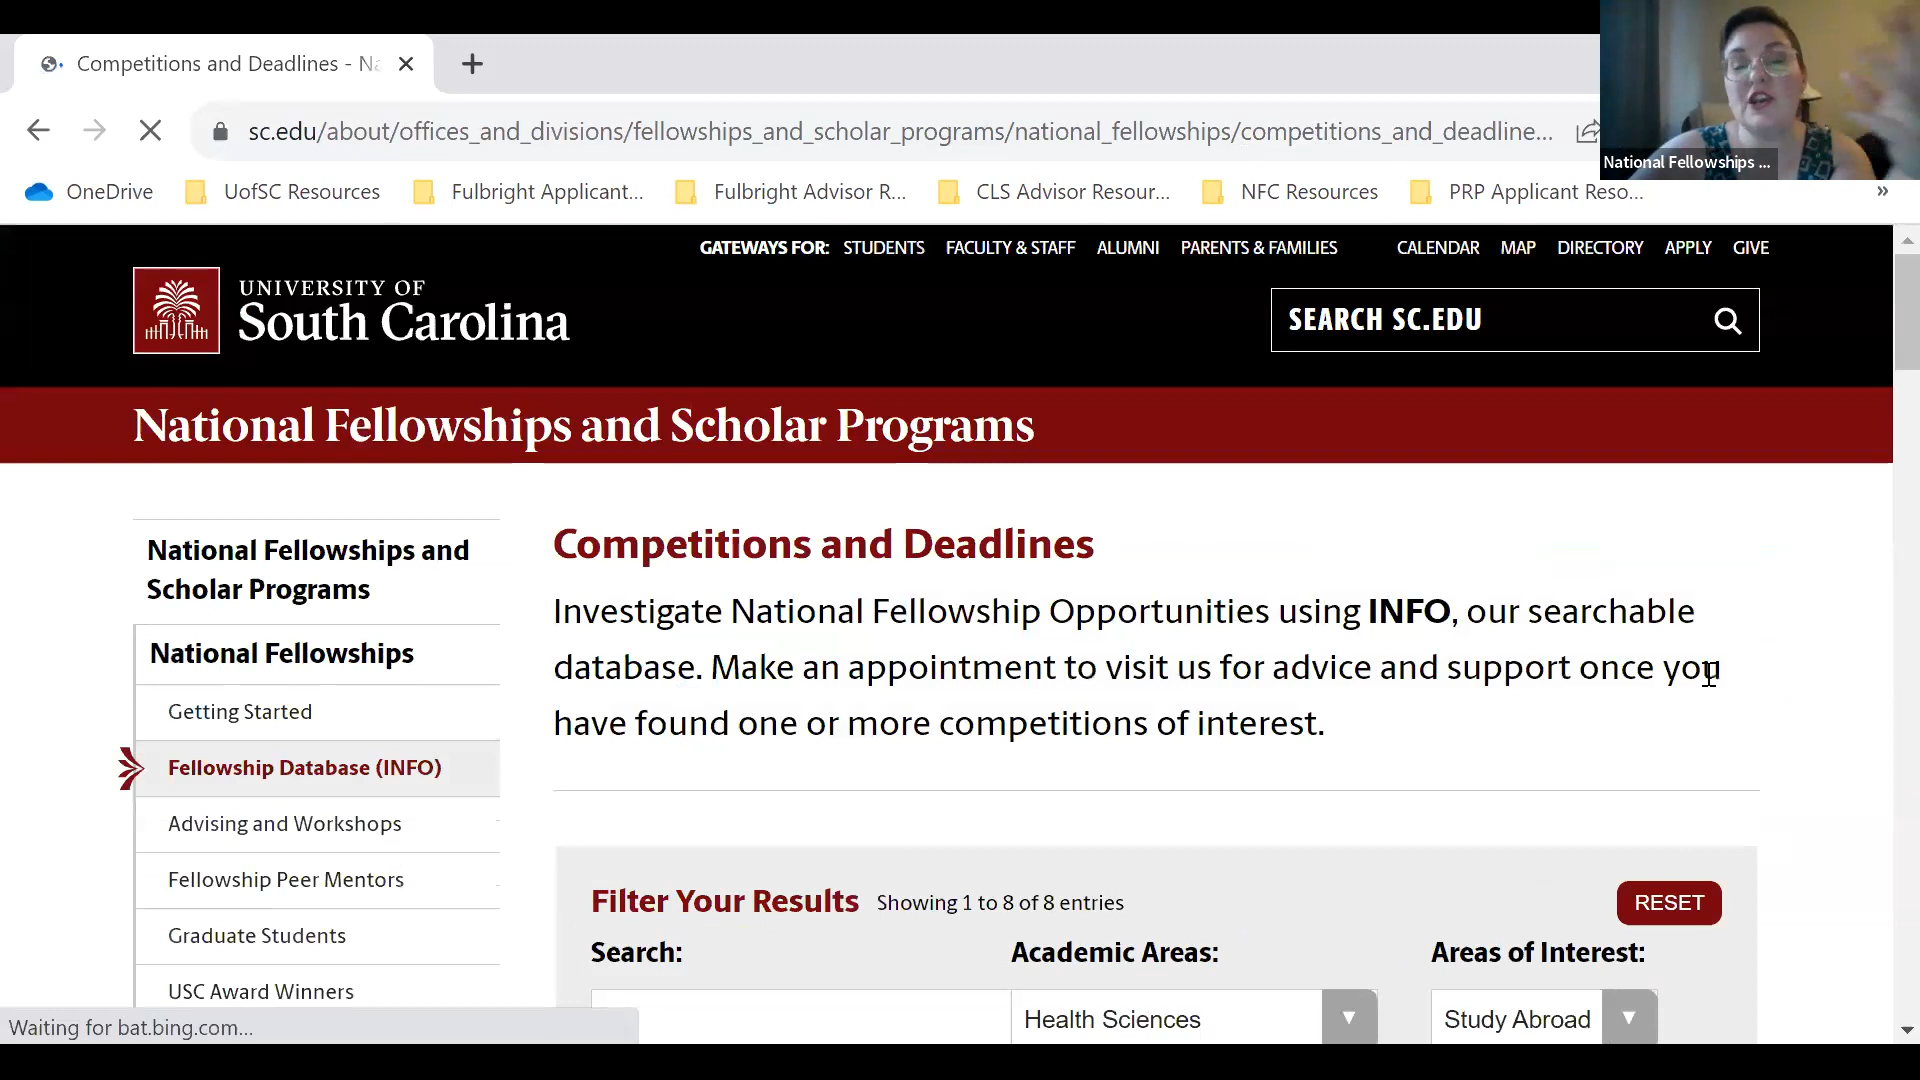 Competitions and Deadlines - Na
sc.edu/about/offices_and_divisions/fellowships_and_scholar_programs/national_fellowships/competitions_and_deadline...
National Fellowships ...
OneDrive
UofSC Resources
Fulbright Applicant...
Fulbright Advisor R...
CLS Advisor Resour...
NFC Resources
PRP Applicant Reso...
»
GATEWAYS FOR: STUDENTS FACULTY & STAFF ALUMNI PARENTS & FAMILIES CALENDAR MAP DIRECTORY APPLY GIVE
UNIVERSITY OF
South Carolina
SEARCH SC.EDU
National Fellowships and Scholar Programs
National Fellowships and
Scholar Programs
National Fellowships
Getting Started
Fellowship Database (INFO)
Advising and Workshops
Fellowship Peer Mentors
Graduate Students
USC Award Winners
Competitions and Deadlines
Investigate National Fellowship Opportunities using INFO, our searchable
database. Make an appointment to visit us for advice and support once you
have found one or more competitions of interest.
Filter Your Results Showing 1 to 8 of 8 entries
RESET
Search: Academic Areas: Areas of Interest:
Health Sciences Study Abroad
Waiting for bat.bing.com...